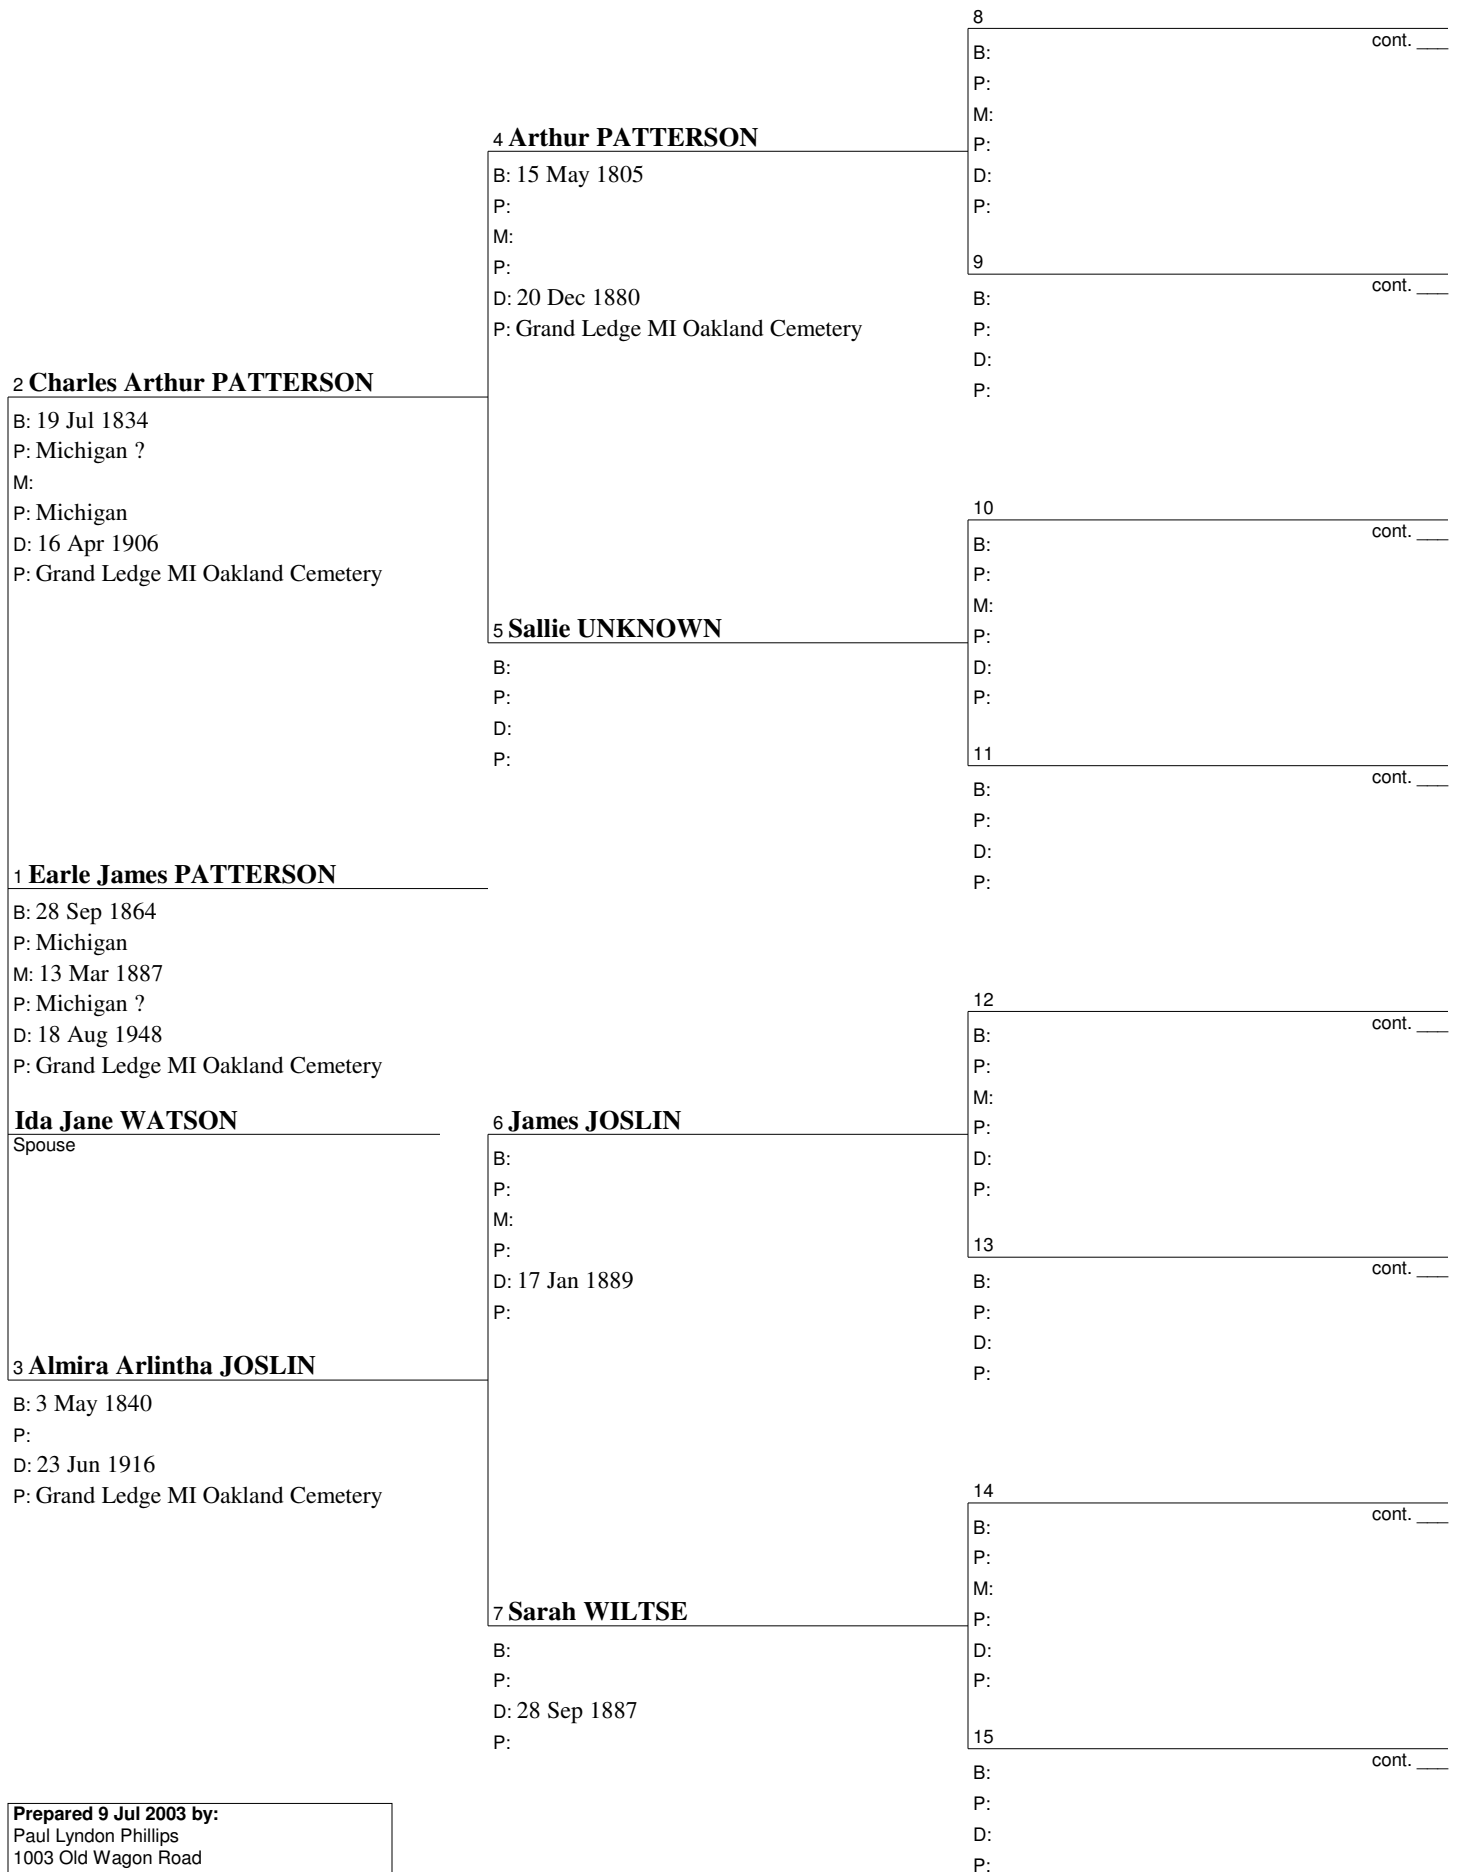 2 Charles Arthur PATTERSON
B: 19 Jul 1834
P: Michigan ?
M:
P: Michigan
D: 16 Apr 1906
P: Grand Ledge MI Oakland Cemetery
1 Earle James PATTERSON
B: 28 Sep 1864
P: Michigan
M: 13 Mar 1887
P: Michigan ?
D: 18 Aug 1948
P: Grand Ledge MI Oakland Cemetery
Ida Jane WATSON
Spouse
3 Almira Arlintha JOSLIN
B: 3 May 1840
P:
D: 23 Jun 1916
P: Grand Ledge MI Oakland Cemetery
Prepared 9 Jul 2003 by:
Paul Lyndon Phillips
1003 Old Wagon Road
4 Arthur PATTERSON
B: 15 May 1805
P:
M:
P:
D: 20 Dec 1880
P: Grand Ledge MI Oakland Cemetery
5 Sallie UNKNOWN
B:
P:
D:
P:
6 James JOSLIN
B:
P:
M:
P:
D: 17 Jan 1889
P:
7 Sarah WILTSE
B:
P:
D: 28 Sep 1887
P:
8
cont. ___
B:
P:
M:
P:
D:
P:
9
cont. ___
B:
P:
D:
P:
10
cont. ___
B:
P:
M:
P:
D:
P:
11
cont. ___
B:
P:
D:
P:
12
cont. ___
B:
P:
M:
P:
D:
P:
13
cont. ___
B:
P:
D:
P:
14
cont. ___
B:
P:
M:
P:
D:
P:
15
cont. ___
B:
P:
D:
P: